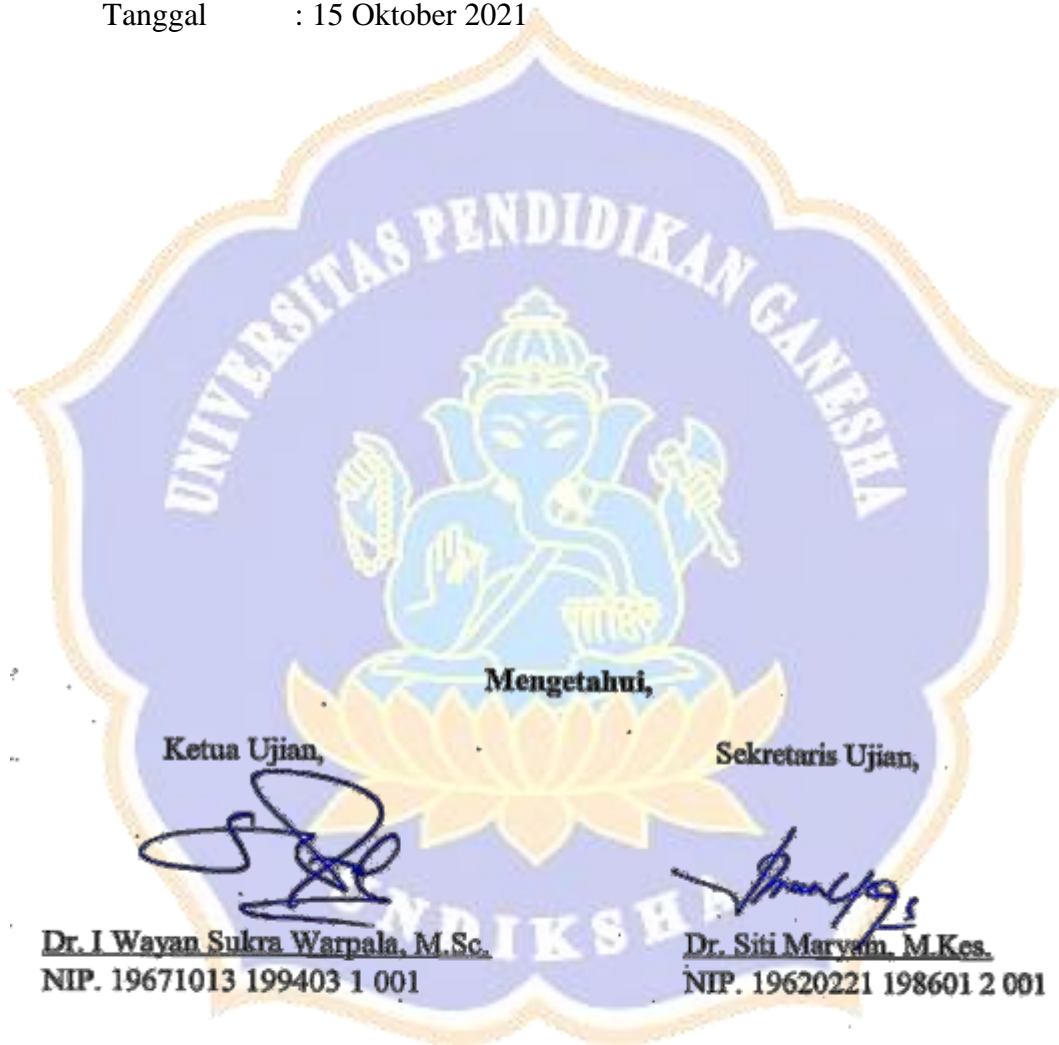 Tanggal : 15 Oktober 2021
UNIVERSITAS PENDIDIKAN GANESHA
Mengetahui,
Ketua Ujian, Sekretaris Ujian,
UNDIKSHA
Dr. I Wayan Sukra Warpala, M.Sc. Dr. Siti Maryam, M.Kes.
NIP. 19671013 199403 1 001 NIP. 19620221 198601 2 001